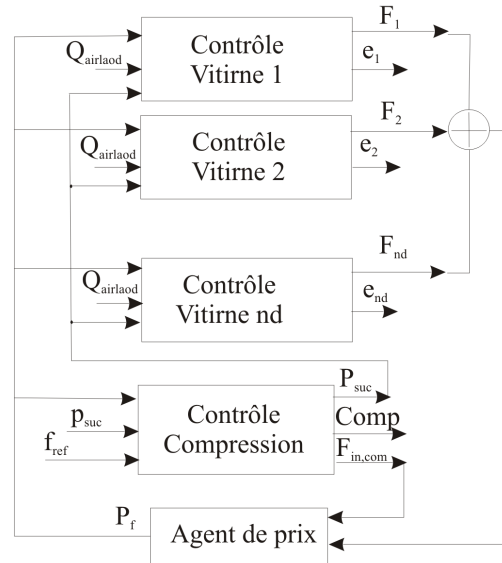 F1
Contrôle
Vitirne 1
Qairlaod
e1
F2
Contrôle
Vitirne 2
Qairlaod
e2
Fnd
Contrôle
Vitirne nd
Qairlaod
end
Psuc
Contrôle
Compression
psuc
Comp
fref
Fin,com
Pf
Agent de prix